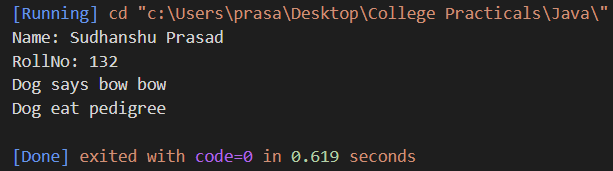 [Running] cd "c:\Users\prasa\Desktop\College Practicals\Java\"
Name: Sudhanshu Prasad
RollNo: 132
Dog says bow bow
Dog eat pedigree
[Done] exited with code=0 in 0.619 seconds